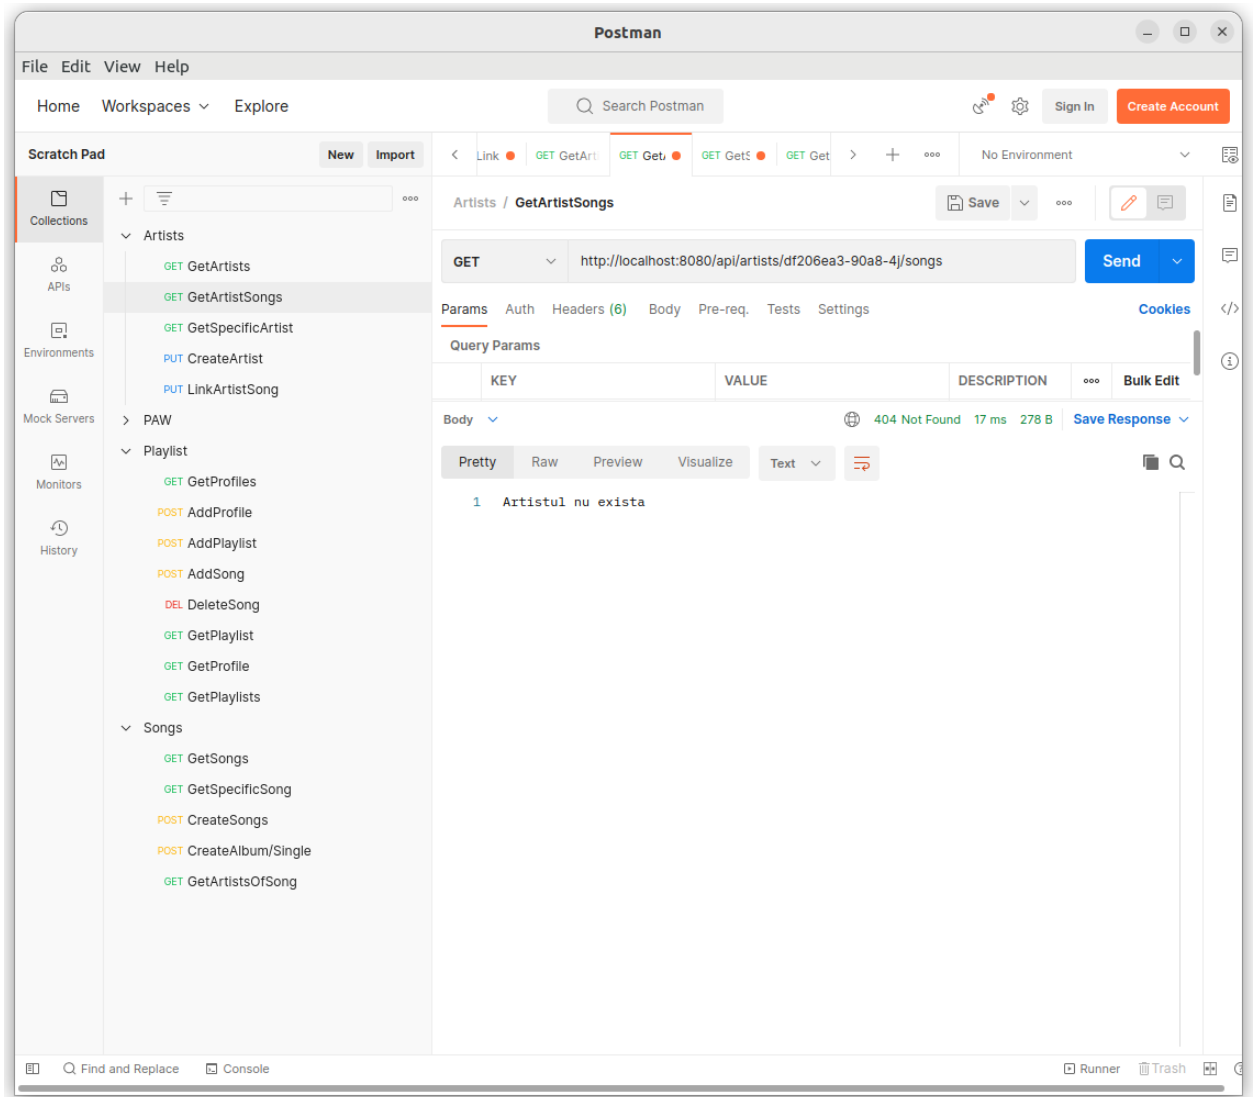 Postman
File Edit View Help
Home Workspaces Explore Search Postman Sign In Create Account
Scratch Pad New Import Link GET GetArt GET Get GET GetS GET Get No Environment
Collections
APIs
Environments
Mock Servers
Monitors
History
Artists
GET GetArtists
GET GetArtistSongs
GET GetSpecificArtist
PUT CreateArtist
PUT LinkArtistSong
PAW
Playlist
GET GetProfiles
POST AddProfile
POST AddPlaylist
POST AddSong
DEL DeleteSong
GET GetPlaylist
GET GetProfile
GET GetPlaylists
Songs
GET GetSongs
GET GetSpecificSong
POST CreateSongs
POST CreateAlbum/Single
GET GetArtistsOfSong
Artists / GetArtistSongs Save
GET http://localhost:8080/api/artists/df206ea3-90a8-4j/songs Send
Params Auth Headers (6) Body Pre-req. Tests Settings Cookies
Query Params
KEY VALUE DESCRIPTION Bulk Edit
Body 404 Not Found 17 ms 278 B Save Response
Pretty Raw Preview Visualize Text
1 Artistul nu exista
Find and Replace Console Runner Trash